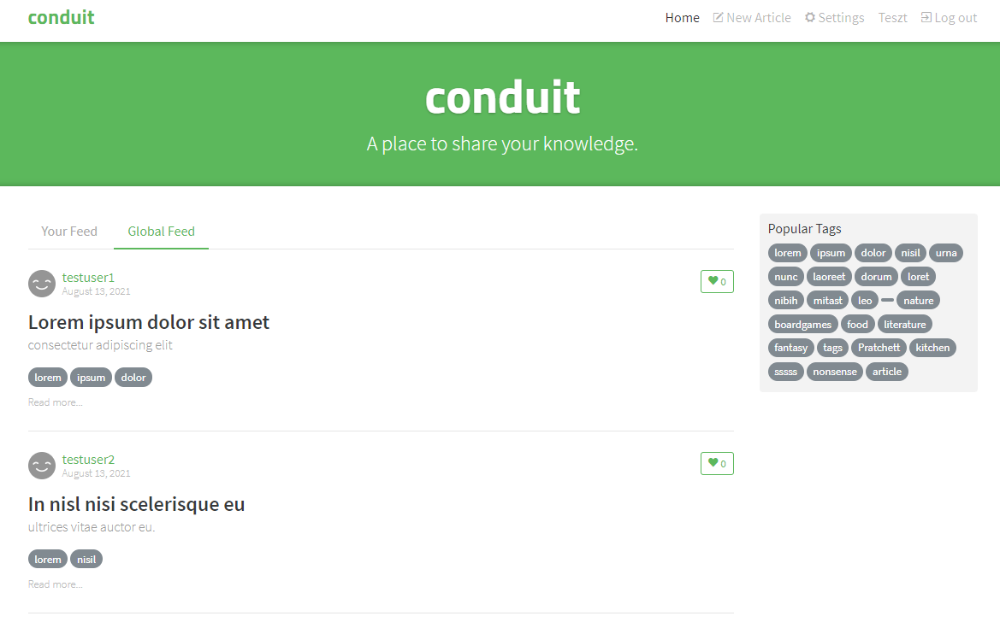 conduit
Home New Article Settings Teszt Log out
conduit
A place to share your knowledge.
Your Feed Global Feed
testuser1
August 13, 2021
0
Lorem ipsum dolor sit amet
consectetur adipiscing elit
lorem ipsum dolor
Read more...
testuser2
August 13, 2021
0
In nisl nisi scelerisque eu
ultrices vitae auctor eu.
lorem nisil
Read more...
Popular Tags
lorem ipsum dolor nisil urna
nunc laoreet dorum loret
nibih mitast leo nature
boardgames food literature
fantasy tags Pratchett kitchen
sssss nonsense article